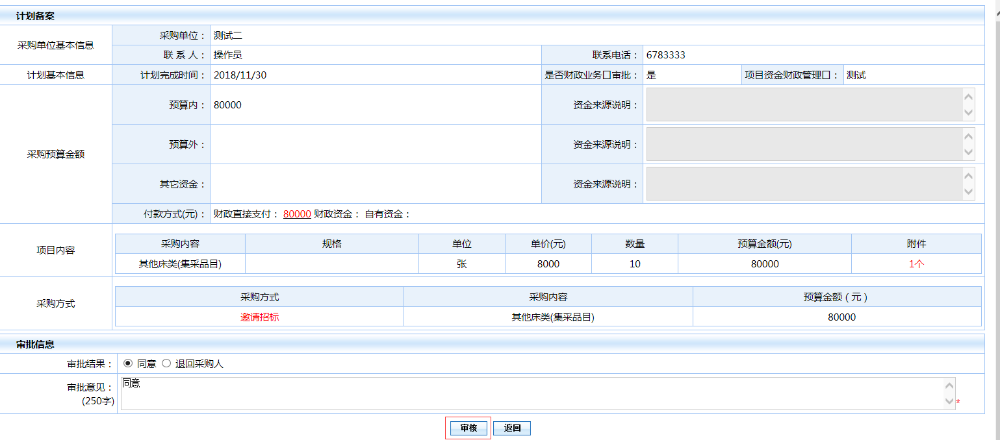 计划备案
采购单位基本信息
采购单位： 测试二
联 系 人： 操作员 联系电话： 6783333
计划基本信息 计划完成时间： 2018/11/30 是否财政业务口审批： 是 项目资金财政管理口： 测试
采购预算金额
预算内： 80000 资金来源说明：
预算外： 资金来源说明：
其它资金： 资金来源说明：
付款方式(元)： 财政直接支付： 80000 财政资金： 自有资金：
项目内容
采购内容 规格 单位 单价(元) 数量 预算金额(元) 附件
其他床类(集采品目) 张 8000 10 80000 1个
采购方式
采购方式 采购内容 预算金额（元）
邀请招标 其他床类(集采品目) 80000
审批信息
审批结果： 同意 退回采购人
审批意见： 同意
(250字) *
审核 返回